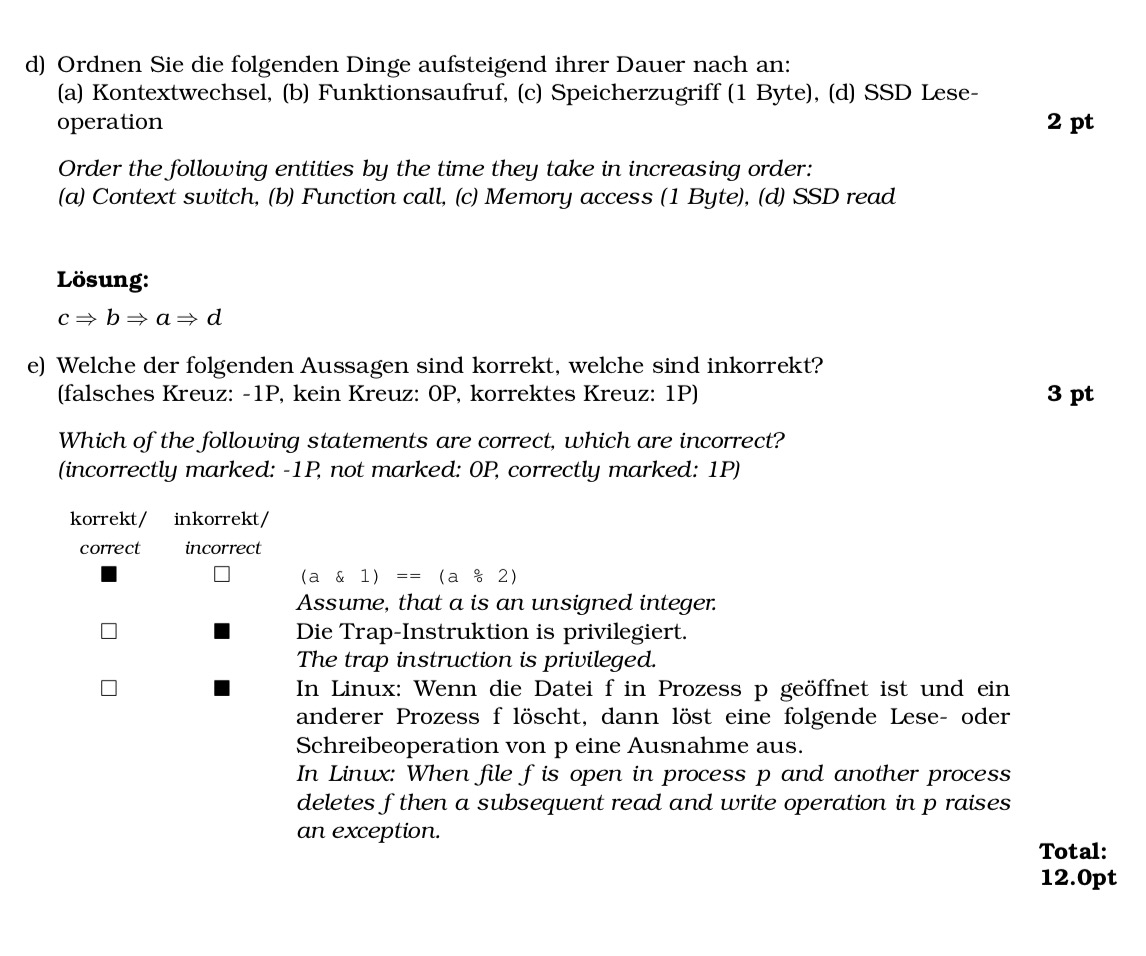 d) Ordnen Sie die folgenden Dinge aufsteigend ihrer Dauer nach an:
(a) Kontextwechsel, (b) Funktionsaufruf, (c) Speicherzugriff (1 Byte), (d) SSD Lese-
operation 2 pt
Order the following entities by the time they take in increasing order:
(a) Context switch, (b) Function call, (c) Memory access (1 Byte), (d) SSD read
Lösung:
c ⇒ b ⇒ a ⇒ d
e) Welche der folgenden Aussagen sind korrekt, welche sind inkorrekt?
(falsches Kreuz: -1P, kein Kreuz: 0P, korrektes Kreuz: 1P) 3 pt
Which of the following statements are correct, which are incorrect?
(incorrectly marked: -1P, not marked: 0P, correctly marked: 1P)
korrekt/ inkorrekt/
correct incorrect
■ □ (a & 1) == (a % 2)
Assume, that a is an unsigned integer.
□ ■ Die Trap-Instruktion is privilegiert.
The trap instruction is privileged.
□ ■ In Linux: Wenn die Datei f in Prozess p geöffnet ist und ein
anderer Prozess f löscht, dann löst eine folgende Lese- oder
Schreibeoperation von p eine Ausnahme aus.
In Linux: When file f is open in process p and another process
deletes f then a subsequent read and write operation in p raises
an exception.
Total:
12.0pt